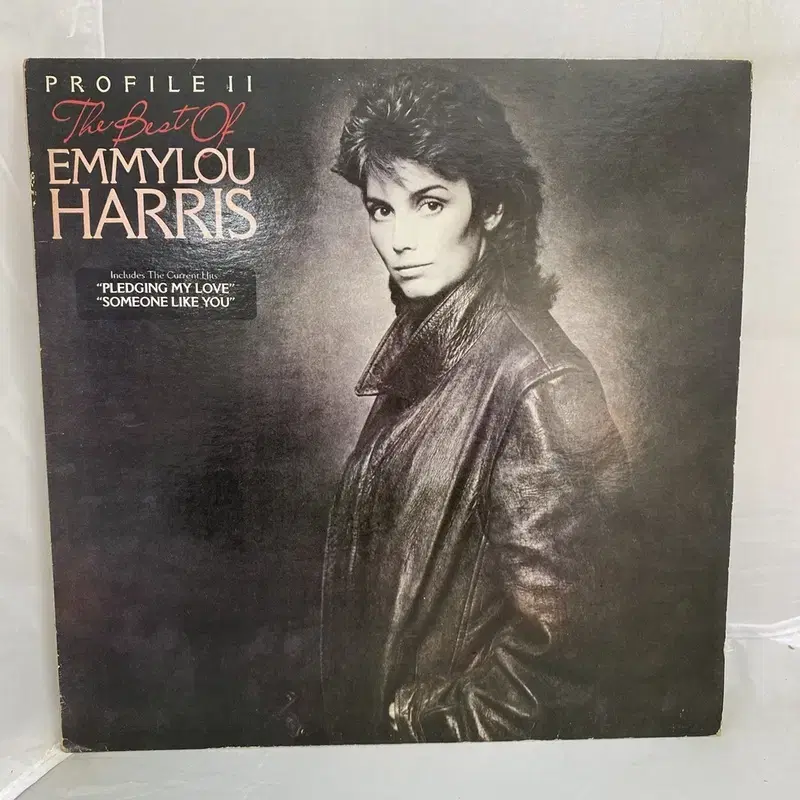 PROFILE II
The Best Of
EMMYLOU
HARRIS
Includes The Current Hits:
"PLEDGING MY LOVE"
"SOMEONE LIKE YOU"